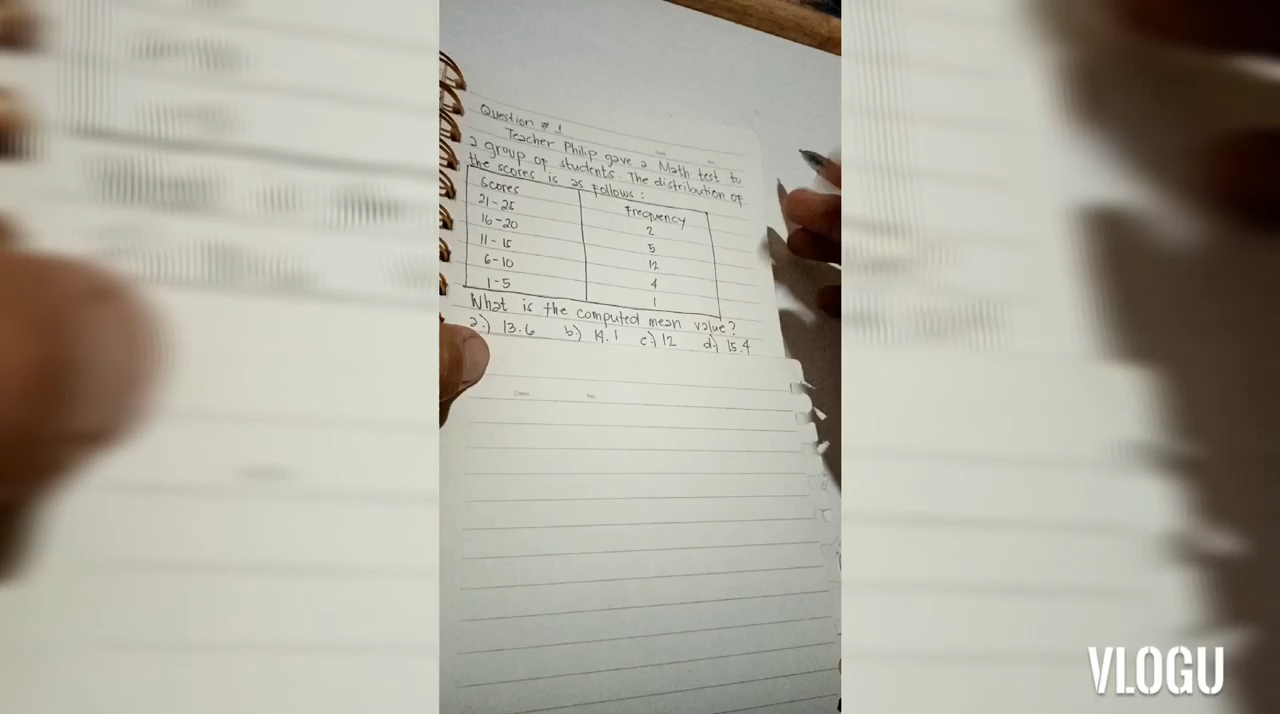 Question # 1
Teacher Philip gave a Math test to
a group of students. The distribution of
the scores is as follows:
Scores Frequency
21-25 2
16-20 5
11-15 12
6-10 4
1-5 1
What is the computed mean value?
a.) 13.6 b.) 14.1 c.) 12 d.) 15.4
VLOGU